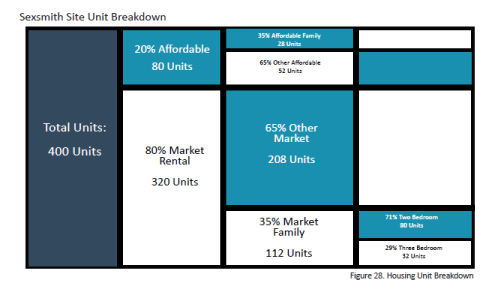 Sexsmith Site Unit Breakdown
Total Units:
400 Units
20% Affordable
80 Units
80% Market
Rental
320 Units
35% Affordable Family
28 Units
65% Other Affordable
52 Units
65% Other
Market
208 Units
35% Market
Family
112 Units
71% Two Bedroom
80 Units
29% Three Bedroom
32 Units
Figure 28. Housing Unit Breakdown